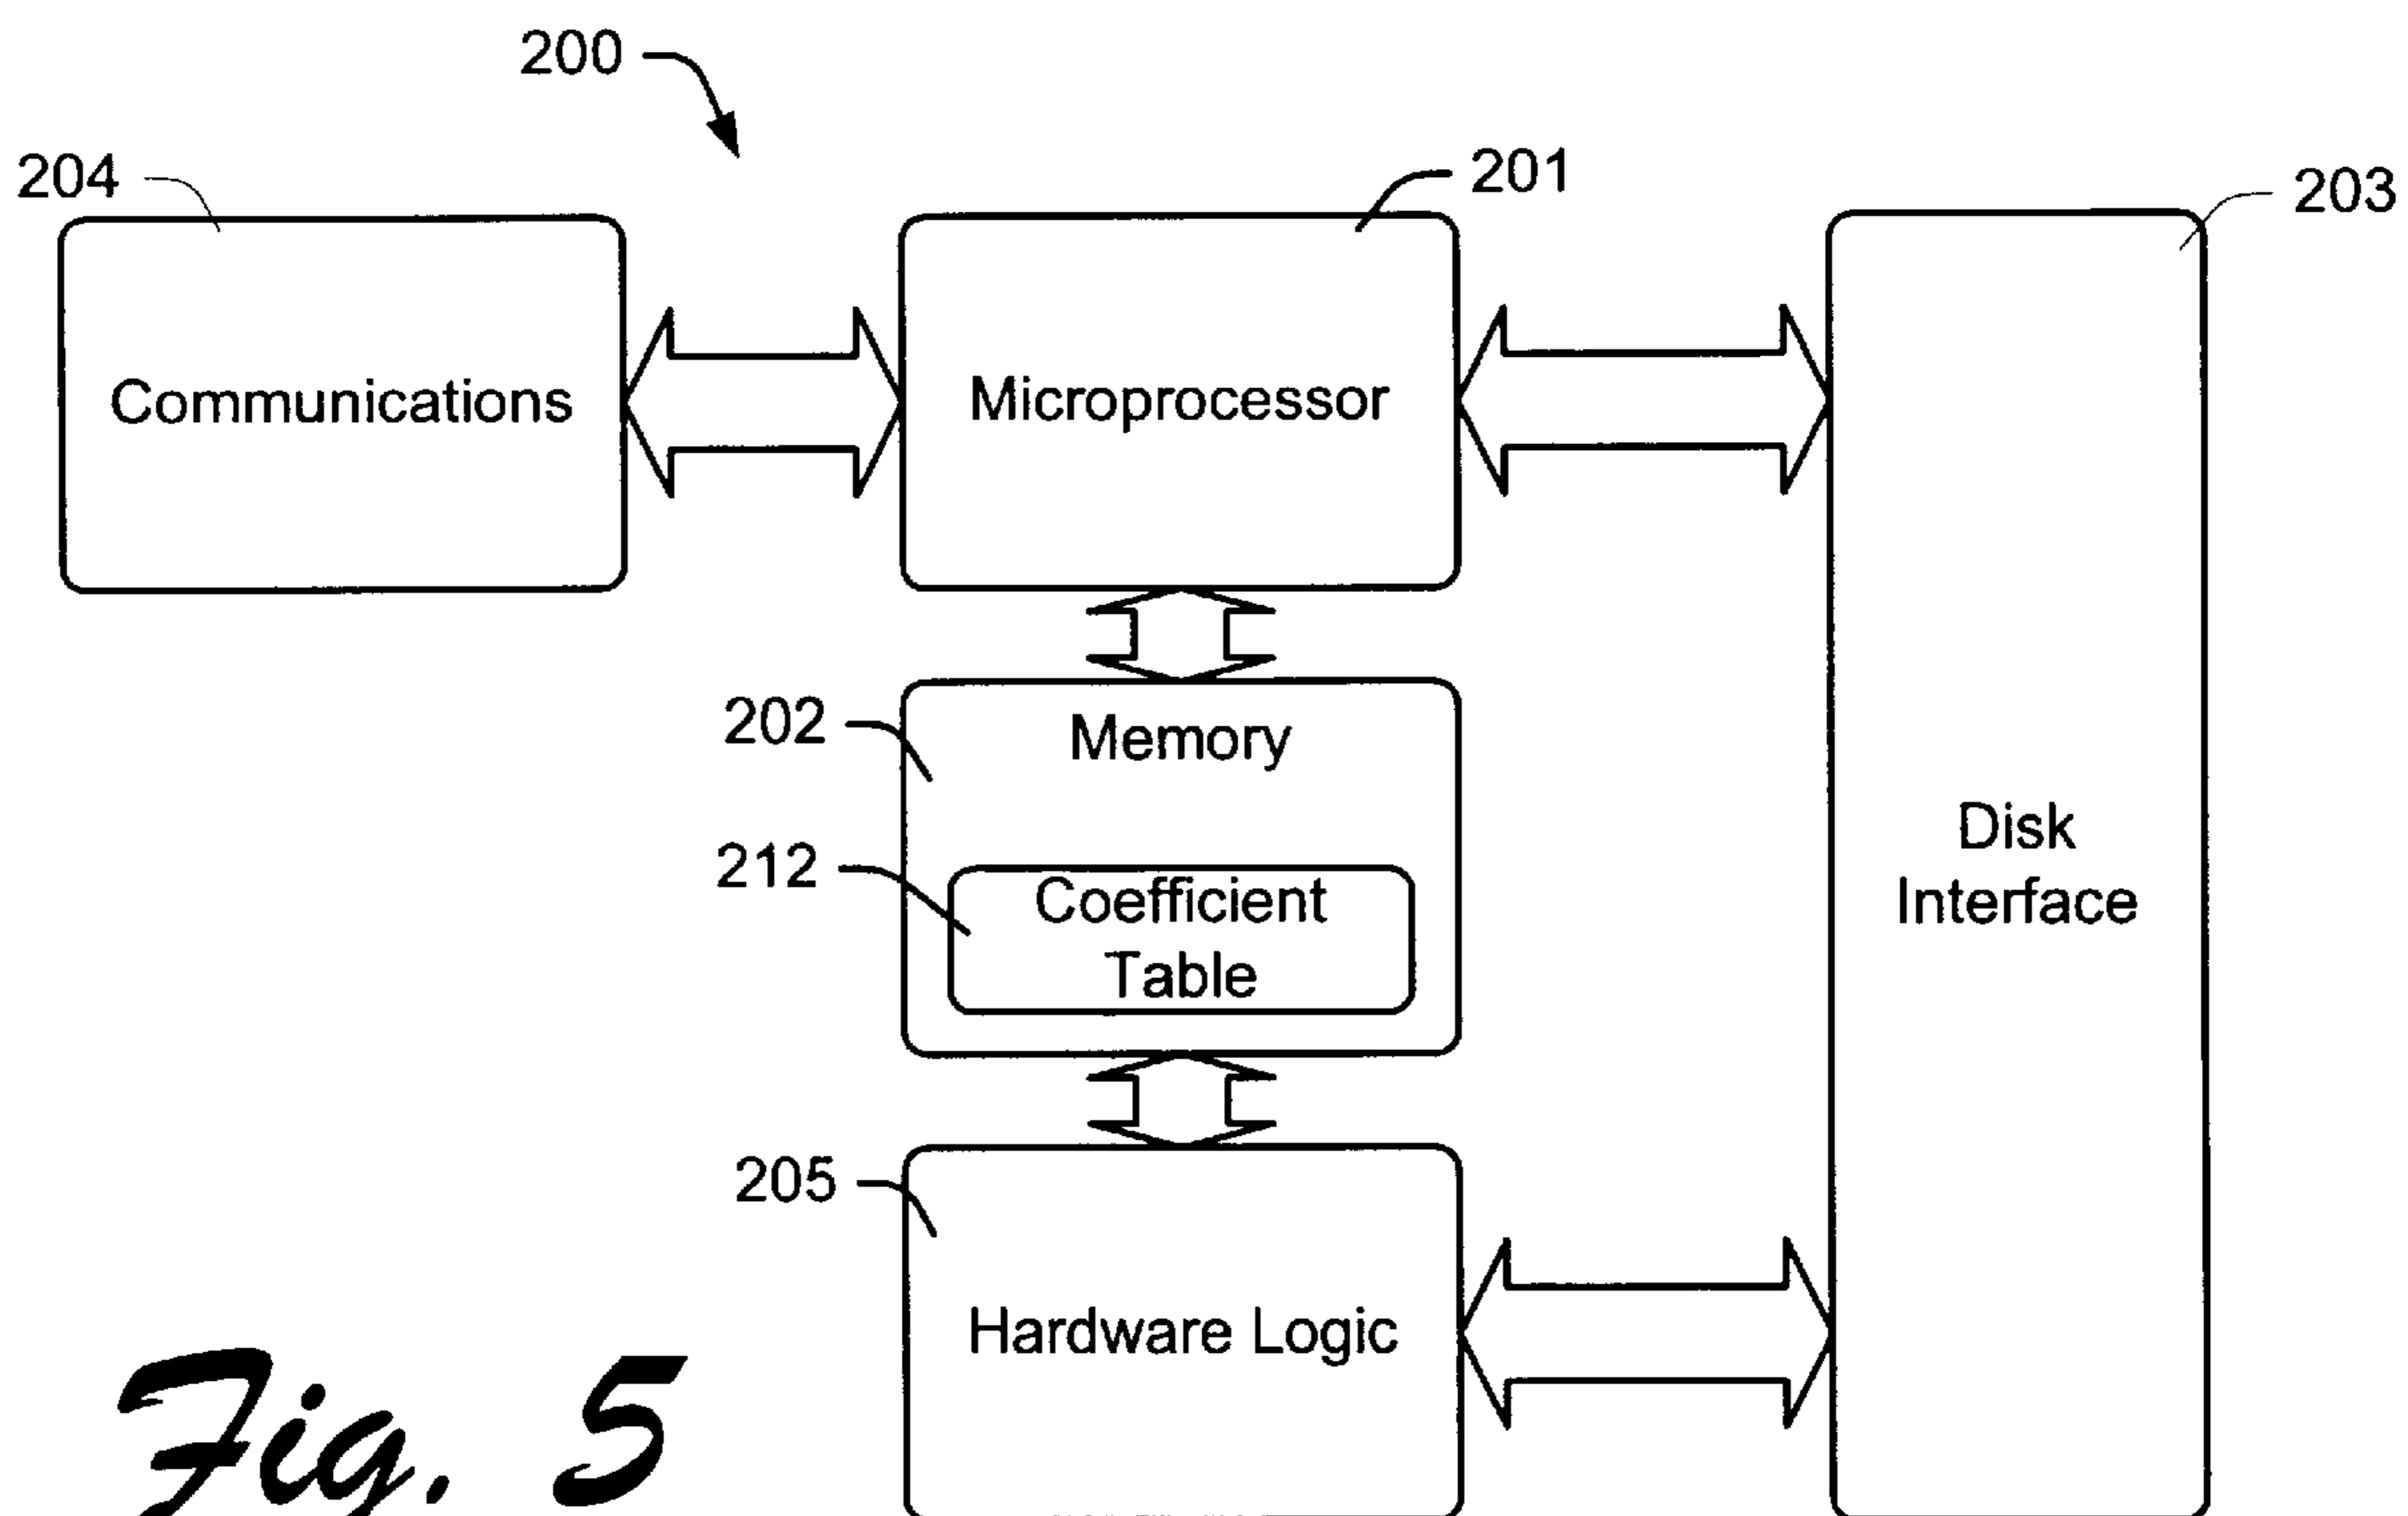 200
204
201
203
Communications
Microprocessor
202
Memory
212
Coefficient
Table
Disk
Interface
205
Hardware Logic
Fig. 5